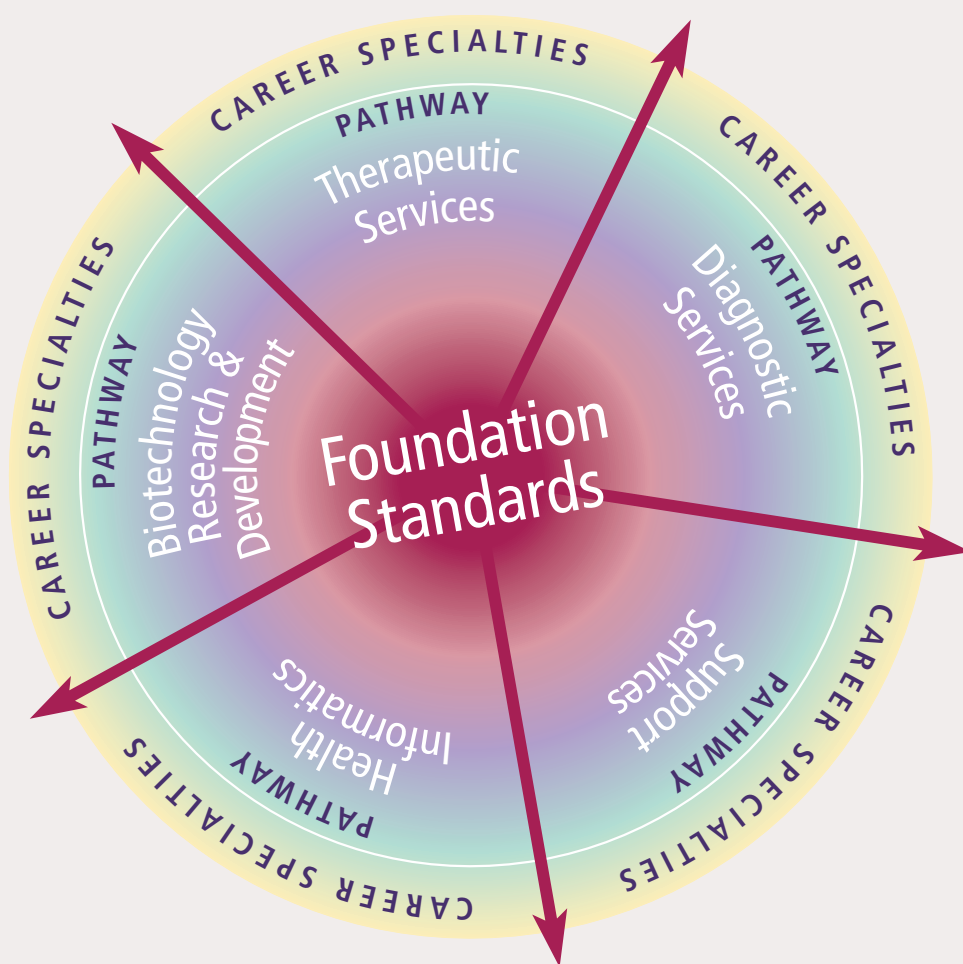 CAREER SPECIALTIES
PATHWAY
Therapeutic
Services
CAREER SPECIALTIES
PATHWAY
Diagnostic
Services
CAREER SPECIALTIES
PATHWAY
Support
Services
CAREER SPECIALTIES
PATHWAY
Health
Informatics
CAREER SPECIALTIES
PATHWAY
Biotechnology
Research &
Development
Foundation
Standards